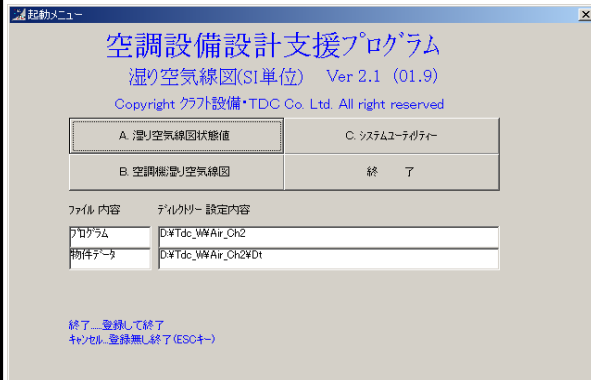 起動メニュー
空調設備設計支援ﾌﾟﾛｸﾞﾗﾑ
湿り空気線図(SI単位) Ver 2.1 (01.9)
Copyright ｸﾗﾌﾄ設備・TDC Co. Ltd. All right reserved
A. 湿り空気線図状態値
C. ｼｽﾃﾑﾕｰﾃｨﾘﾃｨｰ
B. 空調機湿り空気線図
終 了
ﾌｧｲﾙ 内容
ﾃﾞｨﾚｸﾄﾘｰ 設定内容
ﾌﾟﾛｸﾞﾗﾑ
D:¥Tdc_W¥Air_Ch2
物件ﾃﾞｰﾀ
D:¥Tdc_W¥Air_Ch2¥Dt
終了.....登録して終了
ｷｬﾝｾﾙ...登録無し終了(ESCｷｰ)